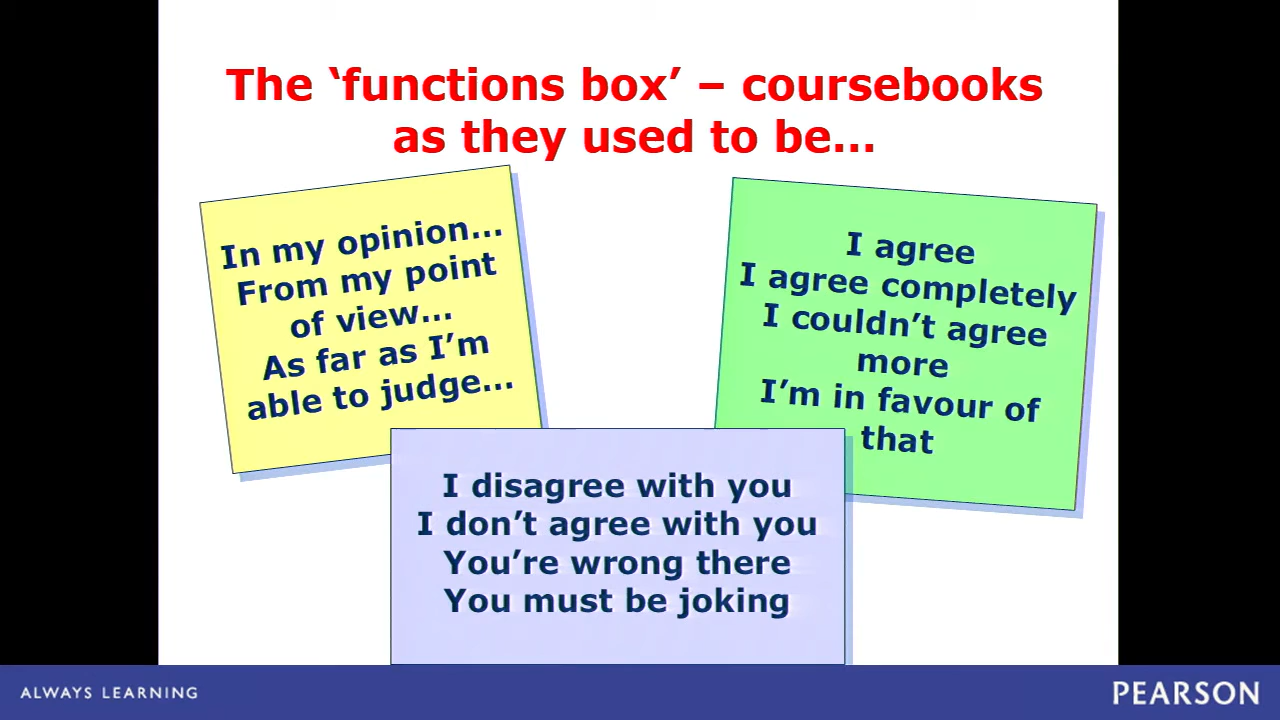 The ‘functions box’ – coursebooks
as they used to be…
In my opinion…
From my point
of view…
As far as I’m
able to judge…
I agree
I agree completely
I couldn’t agree
more
I’m in favour of
that
I disagree with you
I don’t agree with you
You’re wrong there
You must be joking
ALWAYS LEARNING
PEARSON